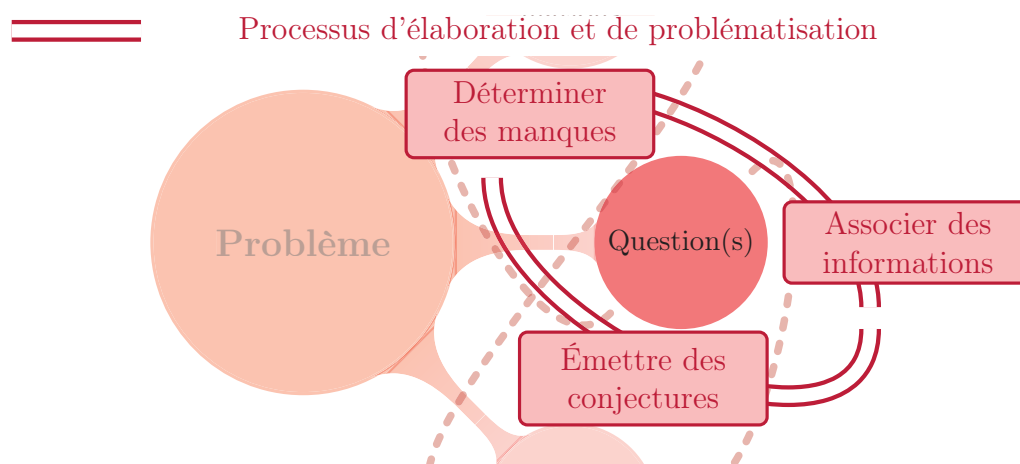 Processus d'élaboration et de problématisation
Déterminer
des manques
Problème
Question(s)
Associer des
informations
Émettre des
conjectures